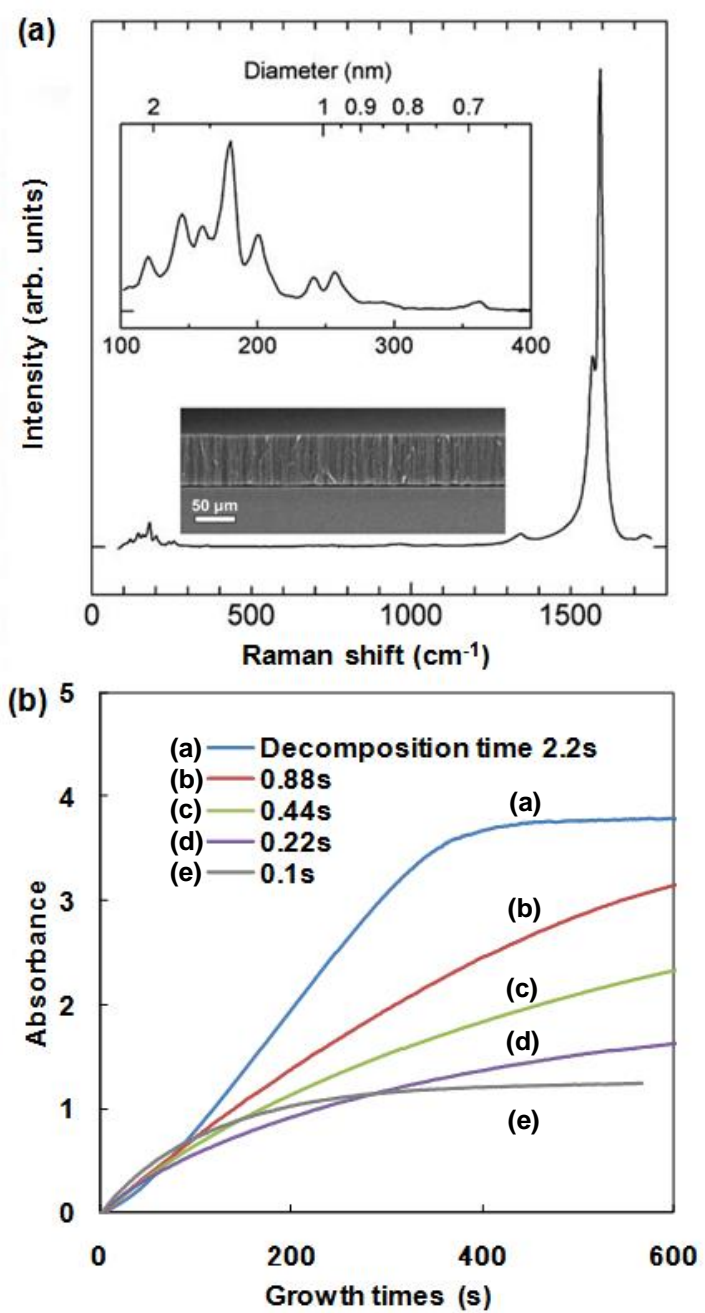 (a)
Diameter (nm)
2 1 0.9 0.8 0.7
100 200 300 400
Intensity (arb. units)
50 µm
0 500 1000 1500
Raman shift (cm-1)
(b)
5
4
3
2
1
0
Absorbance
(a) Decomposition time 2.2s
(b) 0.88s
(c) 0.44s
(d) 0.22s
(e) 0.1s
(a)
(b)
(c)
(d)
(e)
0 200 400 600
Growth times (s)